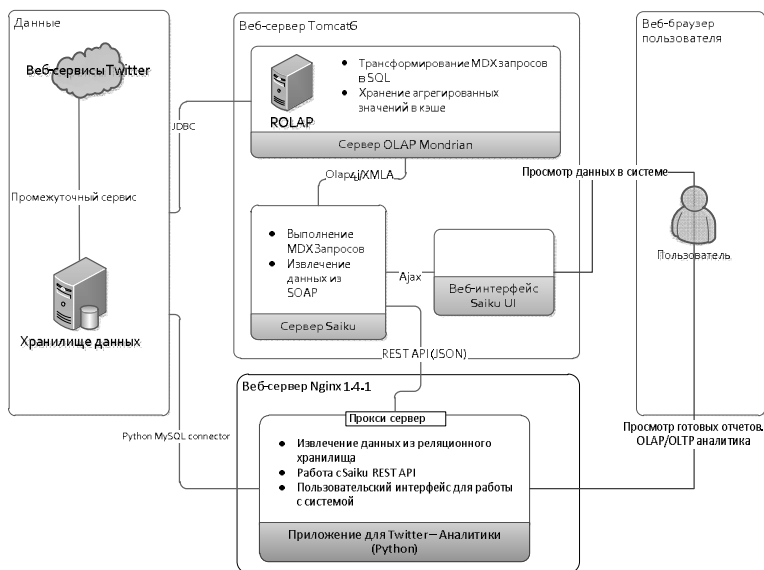 Данные
Веб-сервисы Twitter
Промежуточный сервис
Хранилище данных
JDBC
Python MySQL connector
Веб-сервер Tomcat6
ROLAP
Трансформирование MDX запросов
в SQL
Хранение агрегированных
значений в кэше
Сервер OLAP Mondrian
Olap4j/XMLA
Выполнение
MDX Запросов
Извлечение
данных из
SOAP
Сервер Saiku
Ajax
Веб-интерфейс
Saiku UI
REST API (JSON)
Веб-сервер Nginx 1.4.1
Прокси сервер
Извлечение данных из реляционного
хранилища
Работа с Saiku REST API
Пользовательский интерфейс для работы
с системой
Приложение для Twitter – Аналитики
(Python)
Веб-браузер
пользователя
Просмотр данных в системе
Пользователь
Просмотр готовых отчетов.
OLAP/OLTP аналитика